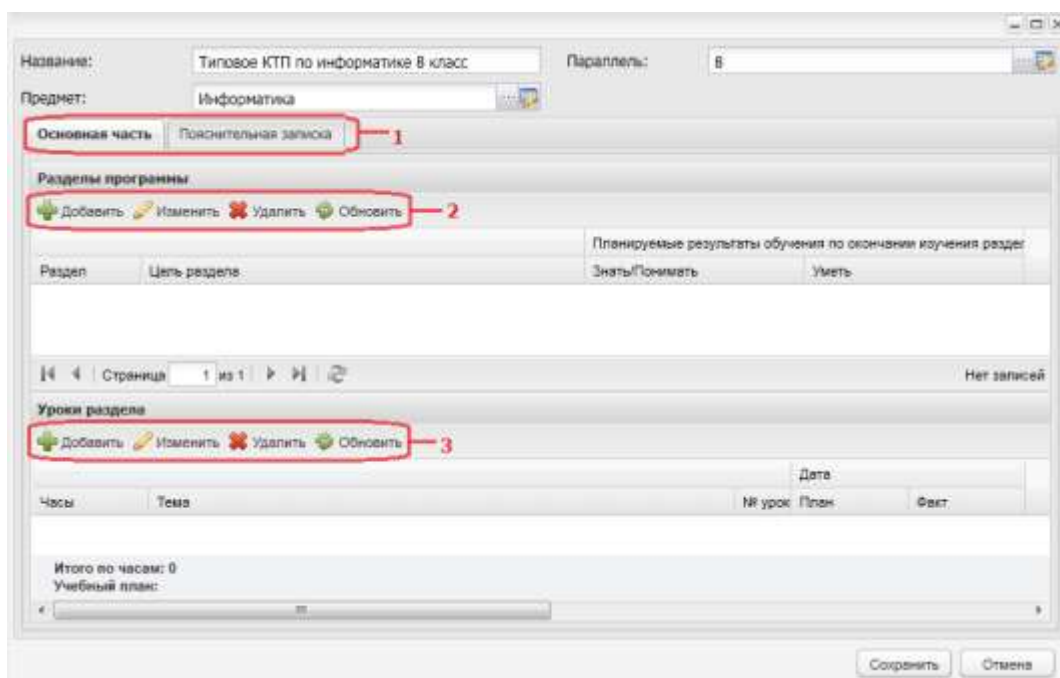 Название: Типовое КТП по информатике 8 класс Параллель: 8
Предмет: Информатика
Основная часть Пояснительная записка 1
Разделы программы
Добавить Изменить Удалить Обновить 2
Планируемые результаты обучения по окончании изучения раздел
Раздел Цель раздела Знать/Понимать Уметь
Страница 1 из 1 Нет записей
Уроки раздела
Добавить Изменить Удалить Обновить 3
Дата
Часы Тема № урок План Факт
Итого по часам: 0
Учебный план:
Сохранить Отмена